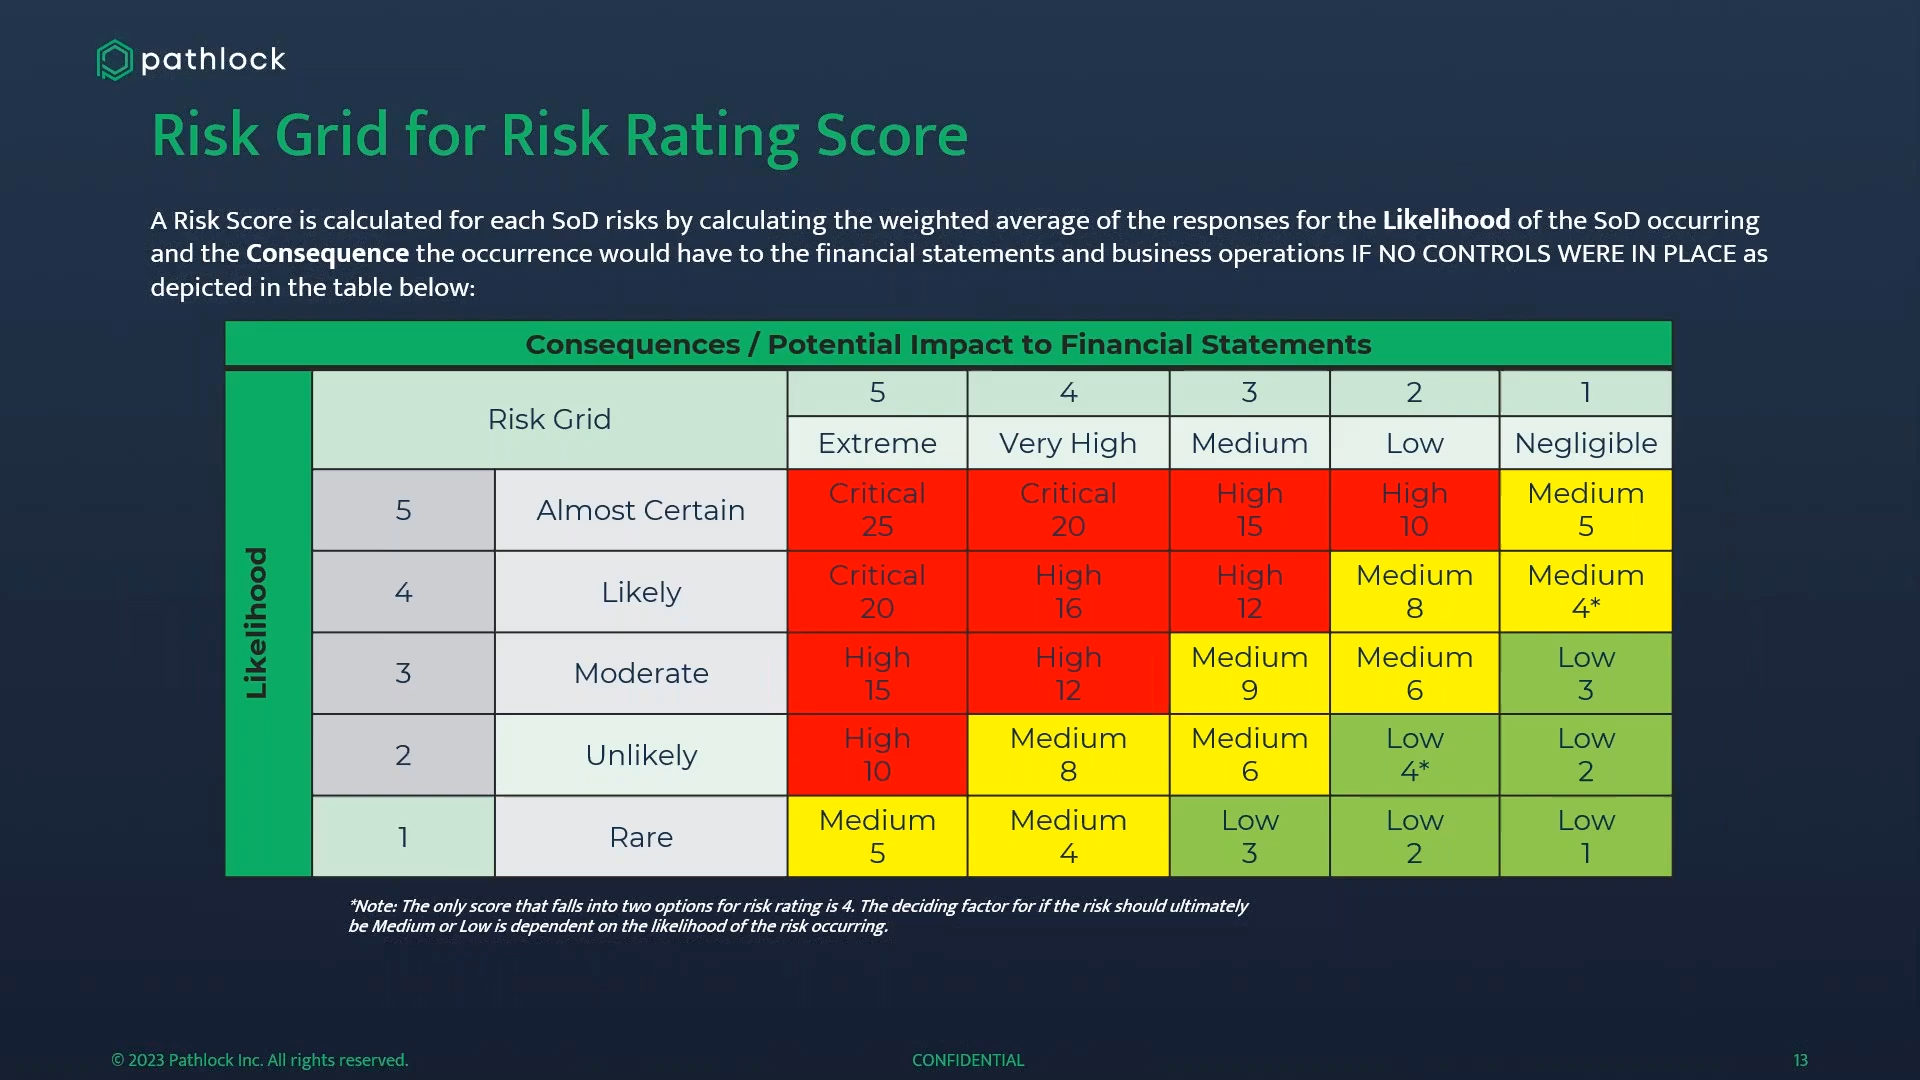 pathlock
Risk Grid for Risk Rating Score
A Risk Score is calculated for each SoD risks by calculating the weighted average of the responses for the Likelihood of the SoD occurring
and the Consequence the occurrence would have to the financial statements and business operations IF NO CONTROLS WERE IN PLACE as
depicted in the table below:
Consequences / Potential Impact to Financial Statements
Likelihood
Risk Grid
5 4 3 2 1
Extreme Very High Medium Low Negligible
5 Almost Certain Critical 25 Critical 20 High 15 High 10 Medium 5
4 Likely Critical 20 High 16 High 12 Medium 8 Medium 4*
3 Moderate High 15 High 12 Medium 9 Medium 6 Low 3
2 Unlikely High 10 Medium 8 Medium 6 Low 4* Low 2
1 Rare Medium 5 Medium 4 Low 3 Low 2 Low 1
*Note: The only score that falls into two options for risk rating is 4. The deciding factor for if the risk should ultimately
be Medium or Low is dependent on the likelihood of the risk occurring.
© 2023 Pathlock Inc. All rights reserved.
CONFIDENTIAL
13